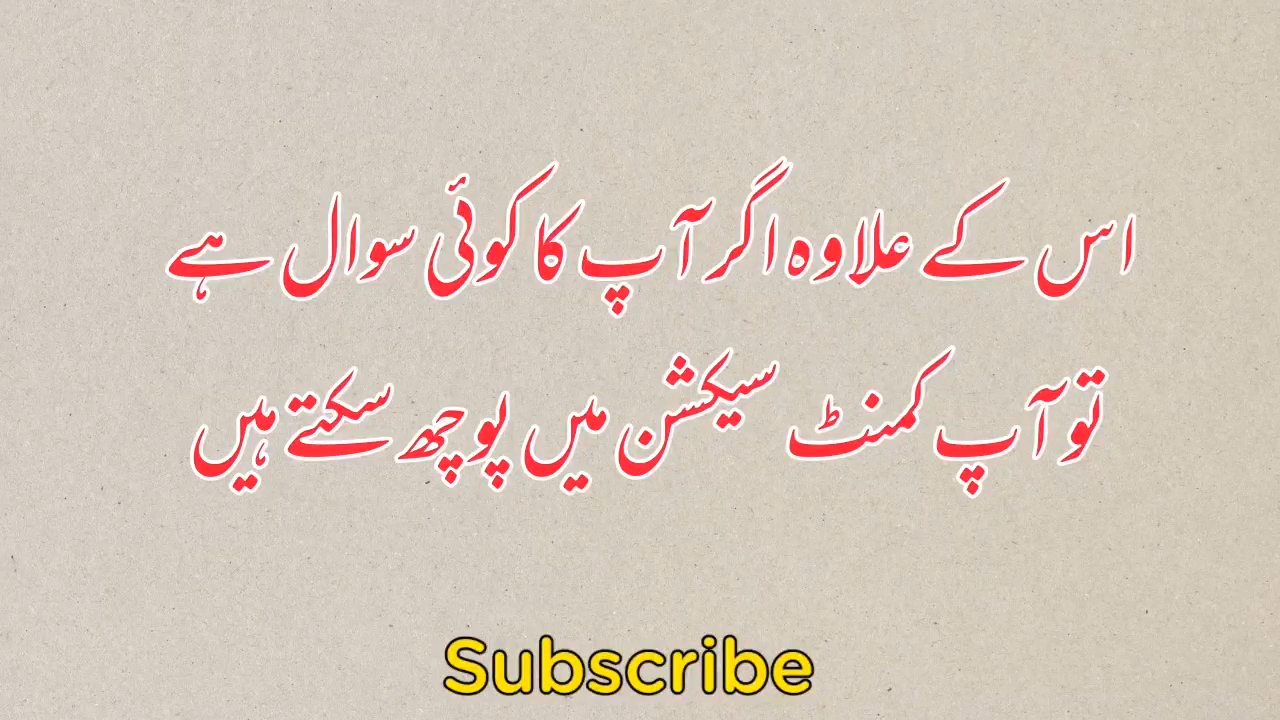 اس کے علاوہ اگر آپ کا کوئی سوال ہے
تو آپ کمنٹ سیکشن میں پوچھ سکتے ہیں
Subscribe